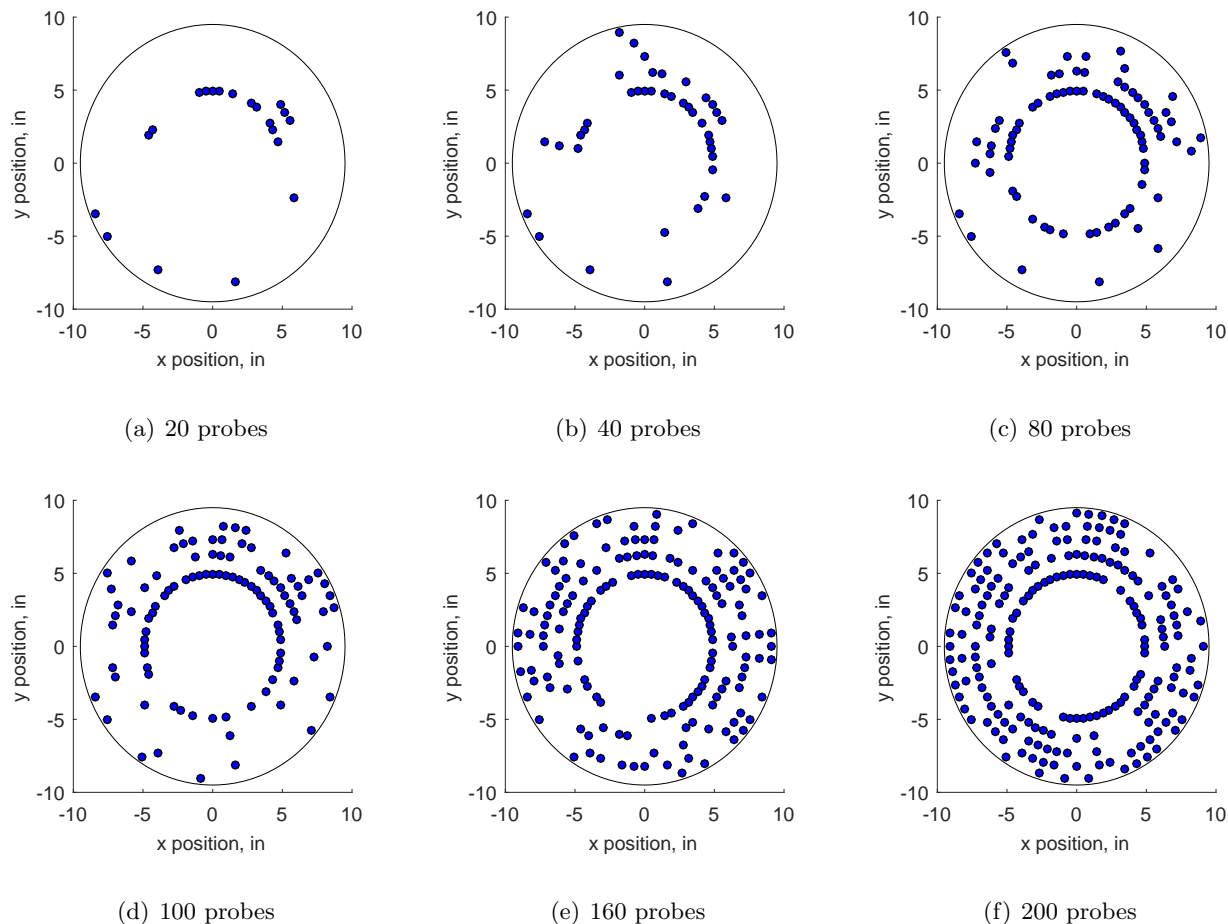 10
5
0
-5
-10
y position, in
-10 -5 0 5 10
x position, in
(a) 20 probes
10
5
0
-5
-10
y position, in
-10 -5 0 5 10
x position, in
(b) 40 probes
10
5
0
-5
-10
y position, in
-10 -5 0 5 10
x position, in
(c) 80 probes
10
5
0
-5
-10
y position, in
-10 -5 0 5 10
x position, in
(d) 100 probes
10
5
0
-5
-10
y position, in
-10 -5 0 5 10
x position, in
(e) 160 probes
10
5
0
-5
-10
y position, in
-10 -5 0 5 10
x position, in
(f) 200 probes